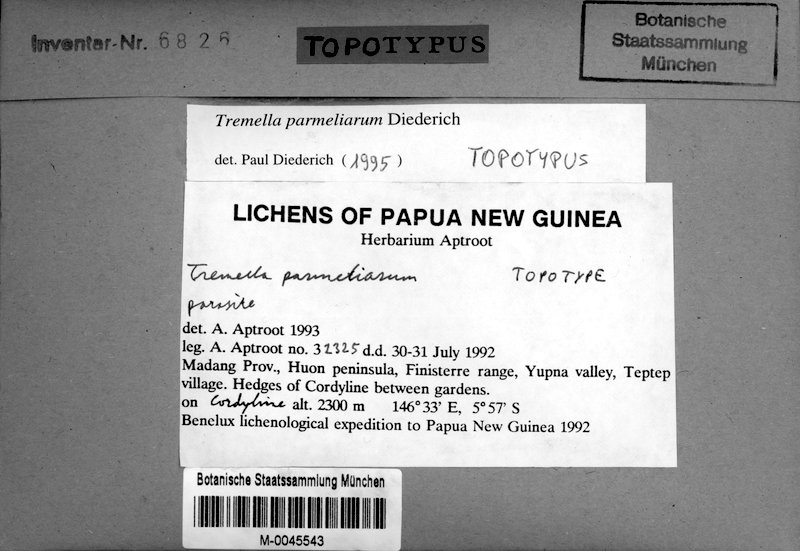 Inventar-Nr. 6826
TOPOTYPUS
Botanische
Staatssammlung
München
Tremella parmeliarum Diederich
det. Paul Diederich (1995) TOPOTYPUS
LICHENS OF PAPUA NEW GUINEA
Herbarium Aptroot
Tremella parmeliarum TOPOTYPE
parasite
det. A. Aptroot 1993
leg. A. Aptroot no. 32325 d.d. 30-31 July 1992
Madang Prov., Huon peninsula, Finisterre range, Yupna valley, Teptep
village. Hedges of Cordyline between gardens.
on Cordyline alt. 2300 m 146°33' E, 5°57' S
Benelux lichenological expedition to Papua New Guinea 1992
Botanische Staatssammlung München
M-0045543